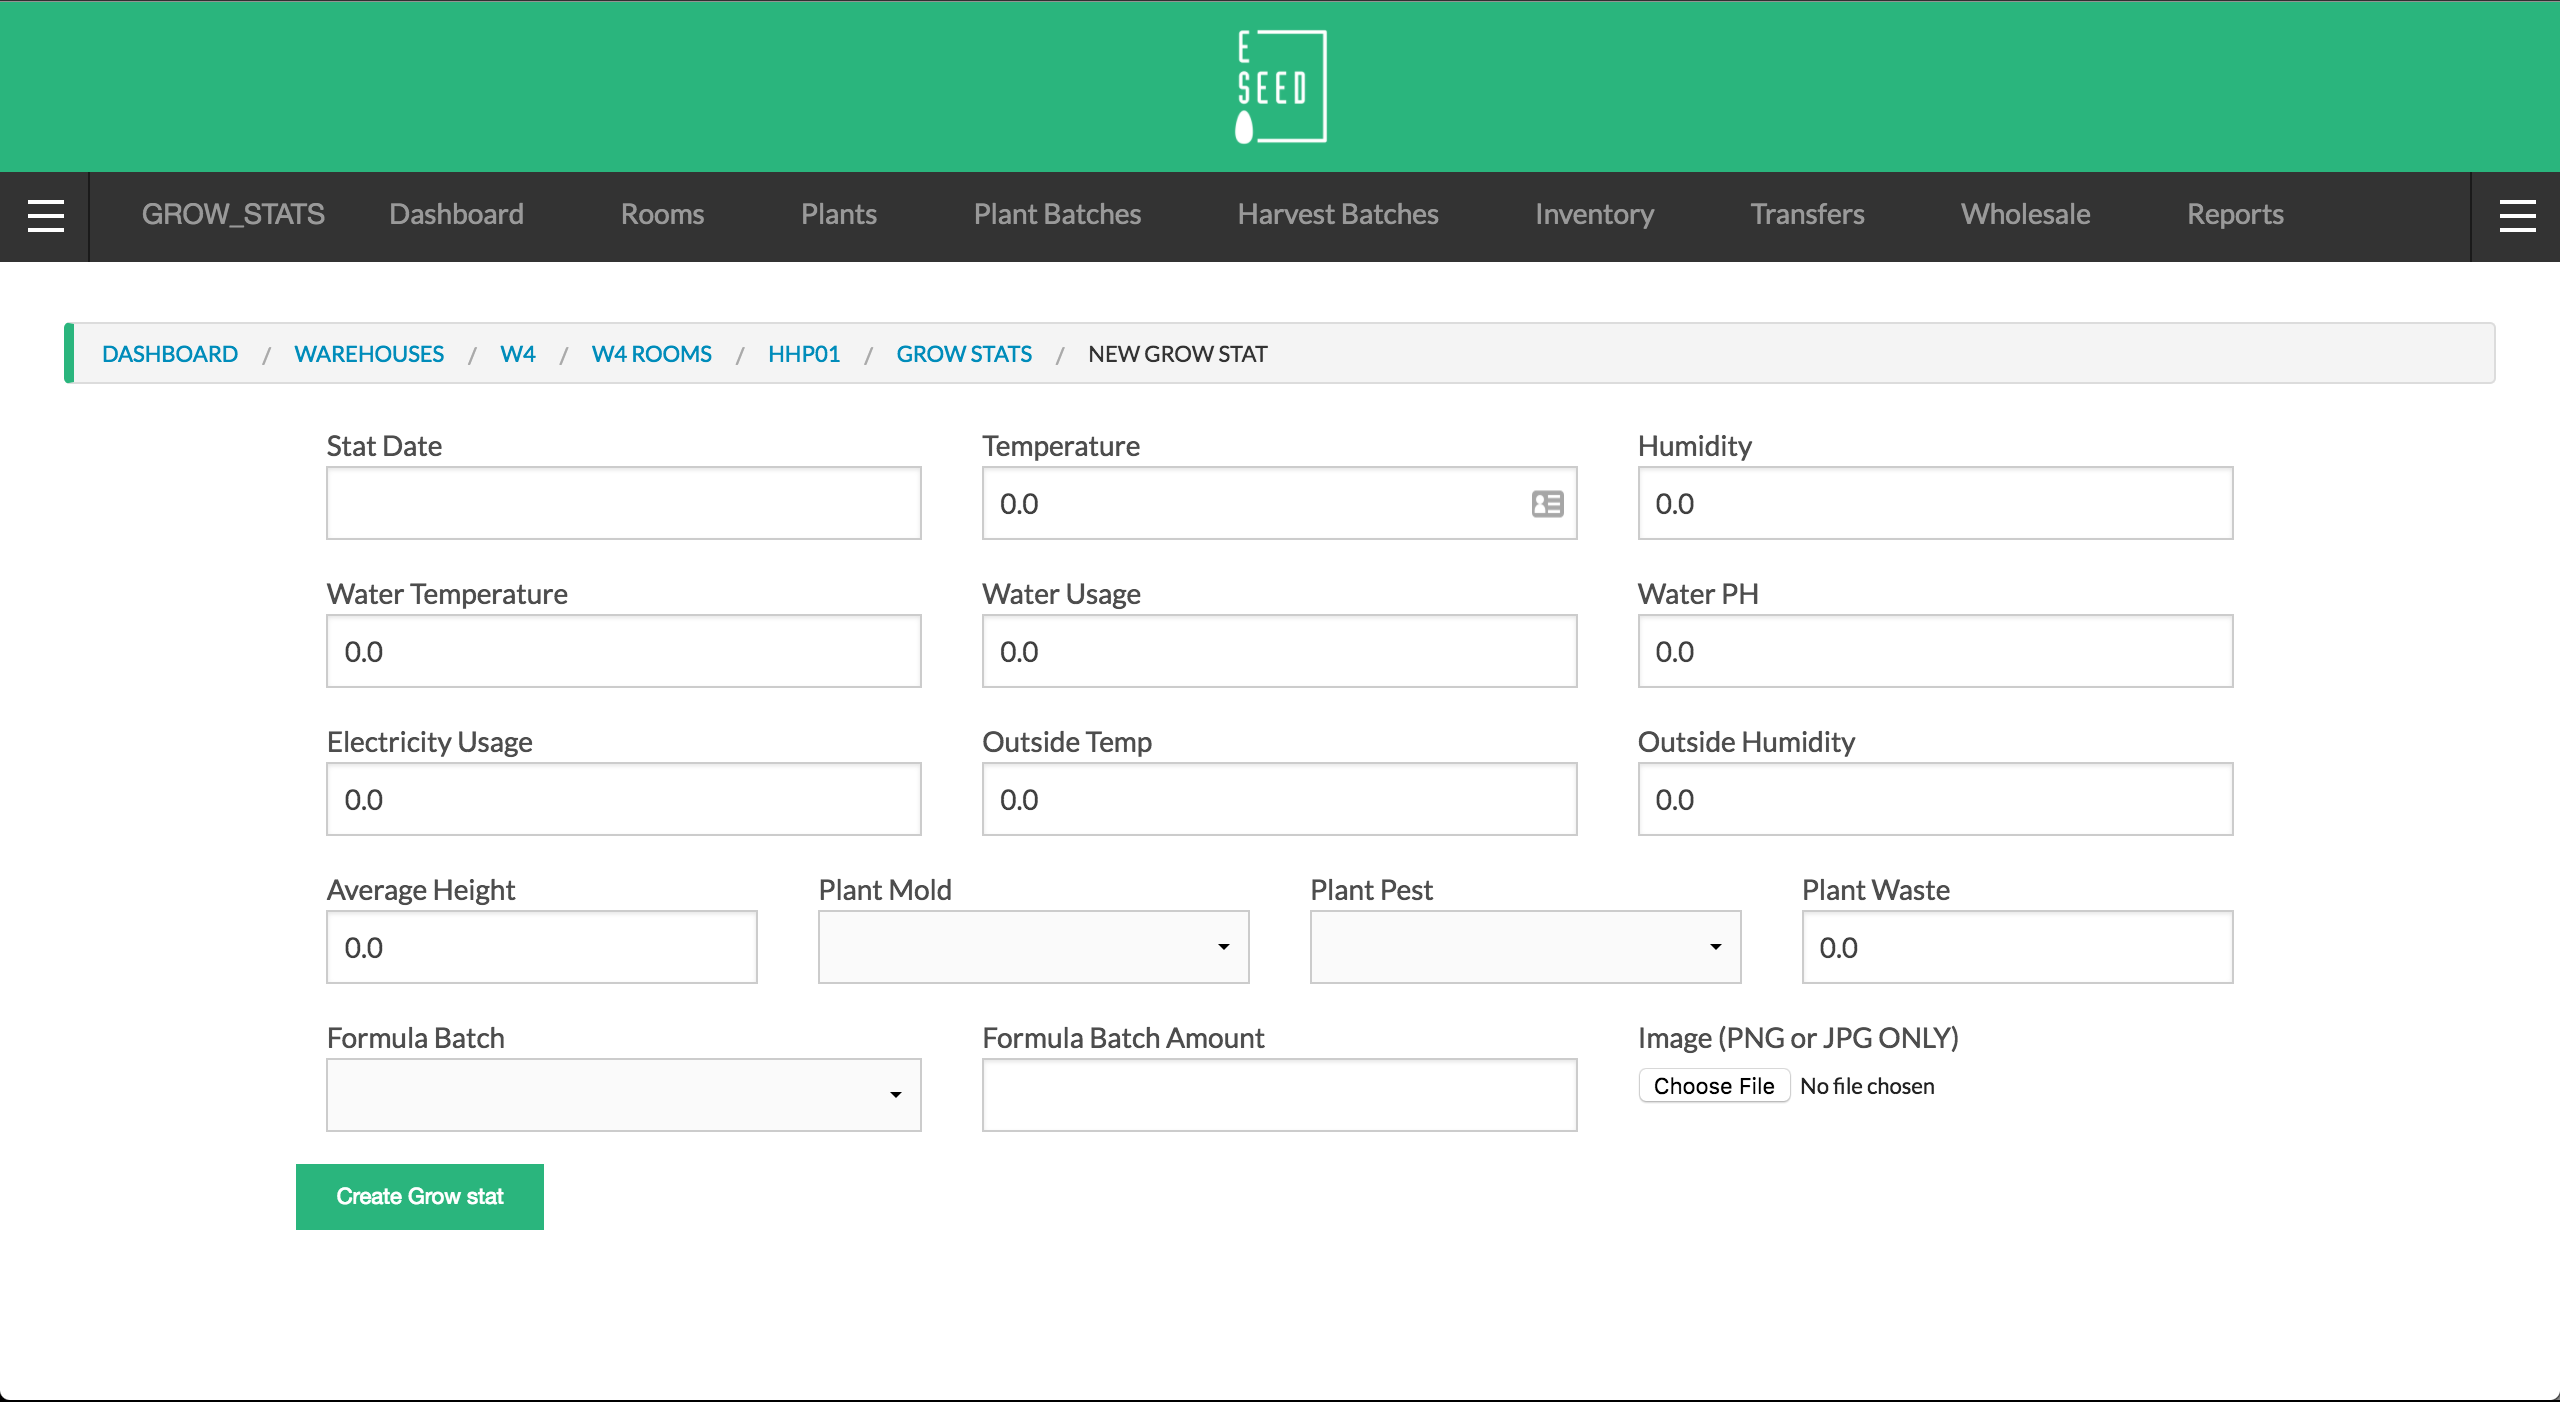 E
SEED
GROW_STATS Dashboard Rooms Plants Plant Batches Harvest Batches Inventory Transfers Wholesale Reports
DASHBOARD / WAREHOUSES / W4 / W4 ROOMS / HHP01 / GROW STATS / NEW GROW STAT
Stat Date Temperature Humidity
0.0 0.0
Water Temperature Water Usage Water PH
0.0 0.0 0.0
Electricity Usage Outside Temp Outside Humidity
0.0 0.0 0.0
Average Height Plant Mold Plant Pest Plant Waste
0.0 0.0
Formula Batch Formula Batch Amount Image (PNG or JPG ONLY)
Choose File No file chosen
Create Grow stat